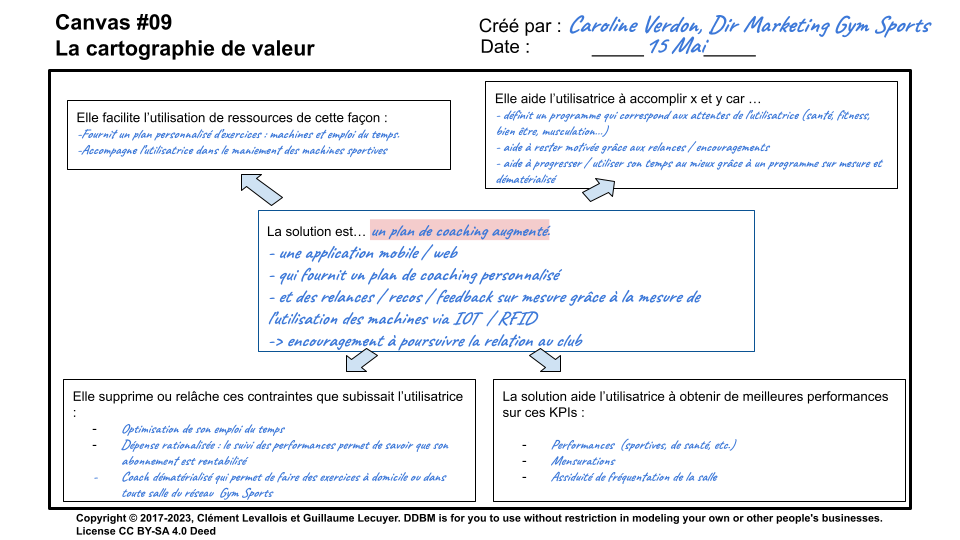 Canvas #09
La cartographie de valeur
Créé par : Caroline Verdon, Dir Marketing Gym Sports
Date : _____ 15 Mai_____
Elle facilite l'utilisation de ressources de cette façon :
-Fournit un plan personnalisé d'exercices : machines et emploi du temps.
-Accompagne l'utilisatrice dans le maniement des machines sportives
Elle aide l'utilisatrice à accomplir x et y car …
- définit un programme qui correspond aux attentes de l'utilisatrice (santé, fitness,
bien être, musculation...)
- aide à rester motivée grâce aux relances / encouragements
- aide à progresser / utiliser son temps au mieux grâce à un programme sur mesure et
dématérialisé
La solution est… un plan de coaching augmenté:
- une application mobile / web
- qui fournit un plan de coaching personnalisé
- et des relances / recos / feedback sur mesure grâce à la mesure de
l'utilisation des machines via IOT / RFID
-> encouragement à poursuivre la relation au club
Elle supprime ou relâche ces contraintes que subissait l'utilisatrice
:
- Optimisation de son emploi du temps
- Dépense rationalisée : le suivi des performances permet de savoir que son
abonnement est rentabilisé
- Coach dématérialisé qui permet de faire des exercices à domicile ou dans
toute salle du réseau Gym Sports
La solution aide l'utilisatrice à obtenir de meilleures performances
sur ces KPIs :
- Performances (sportives, de santé, etc.)
- Mensurations
- Assiduité de fréquentation de la salle
Copyright © 2017-2023, Clément Levallois et Guillaume Lecuyer. DDBM is for you to use without restriction in modeling your own or other people's businesses.
License CC BY-SA 4.0 Deed